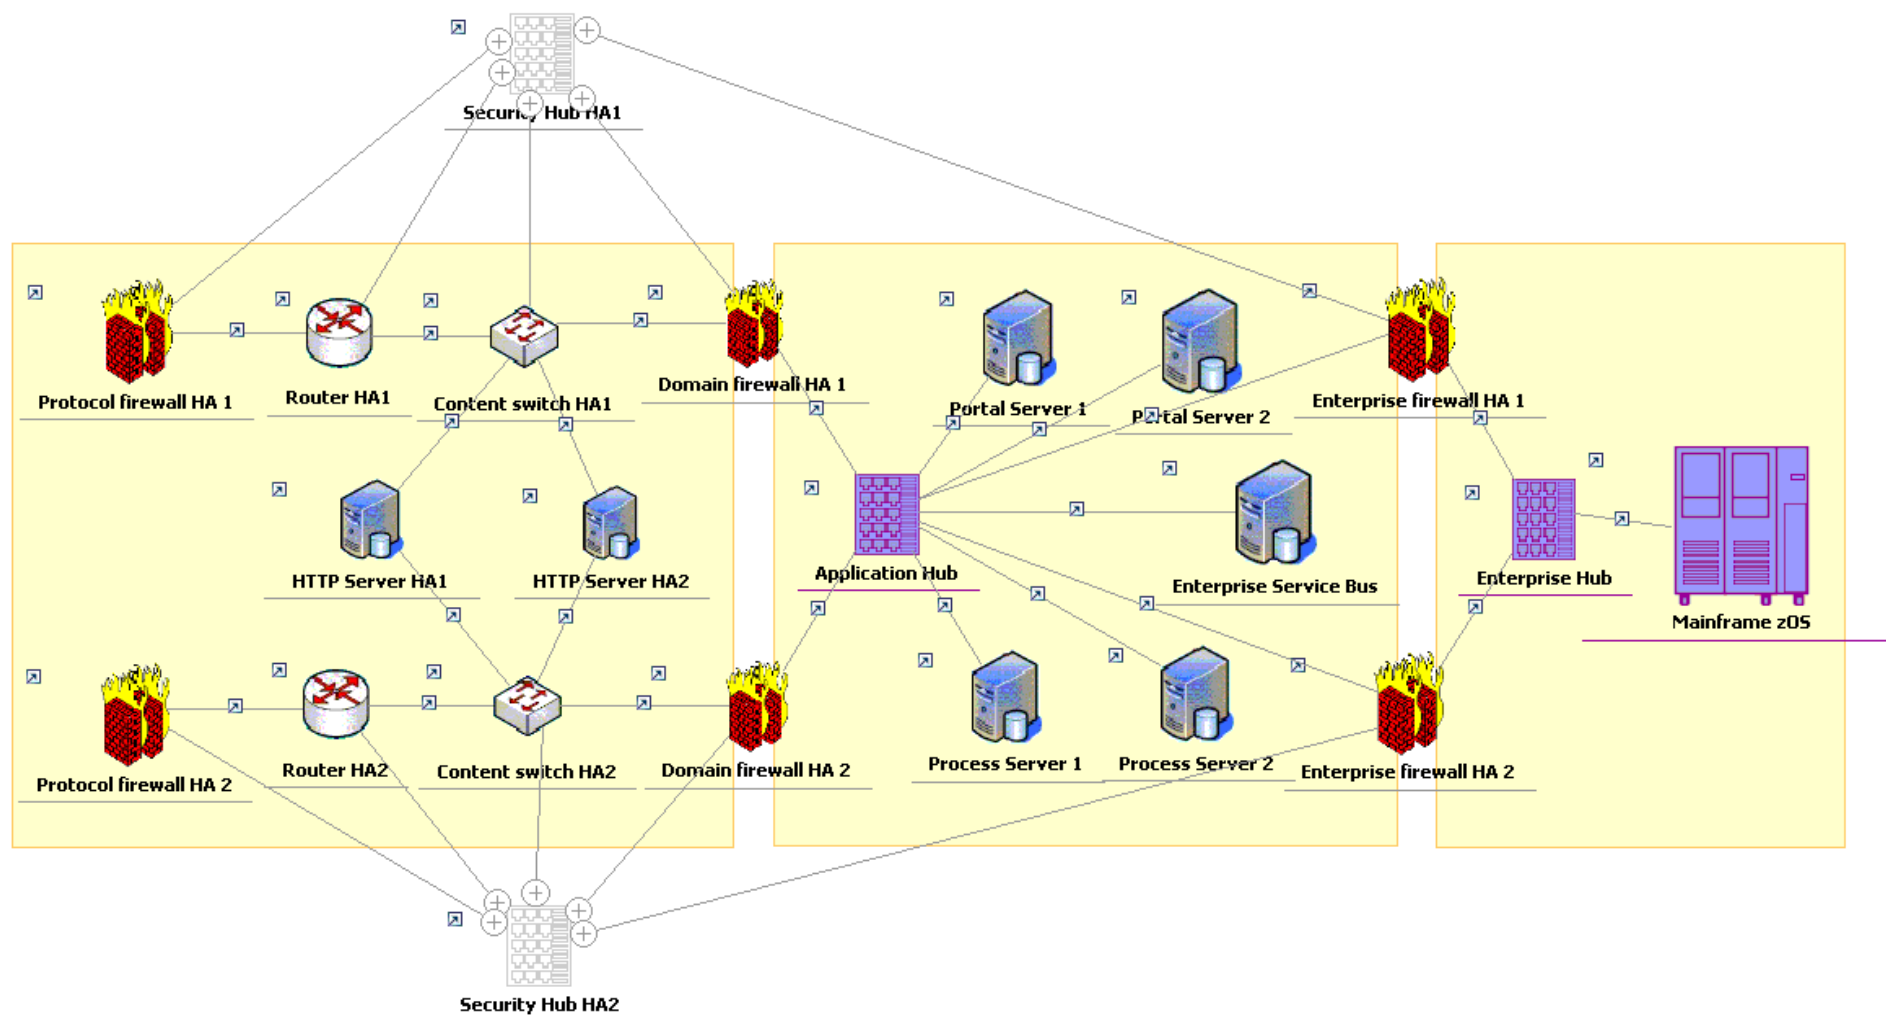 Security Hub HA1
Protocol firewall HA 1
Router HA1
Content switch HA1
Domain firewall HA 1
Portal Server 1
Portal Server 2
Enterprise firewall HA 1
HTTP Server HA1
HTTP Server HA2
Application Hub
Enterprise Service Bus
Enterprise Hub
Mainframe zOS
Protocol firewall HA 2
Router HA2
Content switch HA2
Domain firewall HA 2
Process Server 1
Process Server 2
Enterprise firewall HA 2
Security Hub HA2